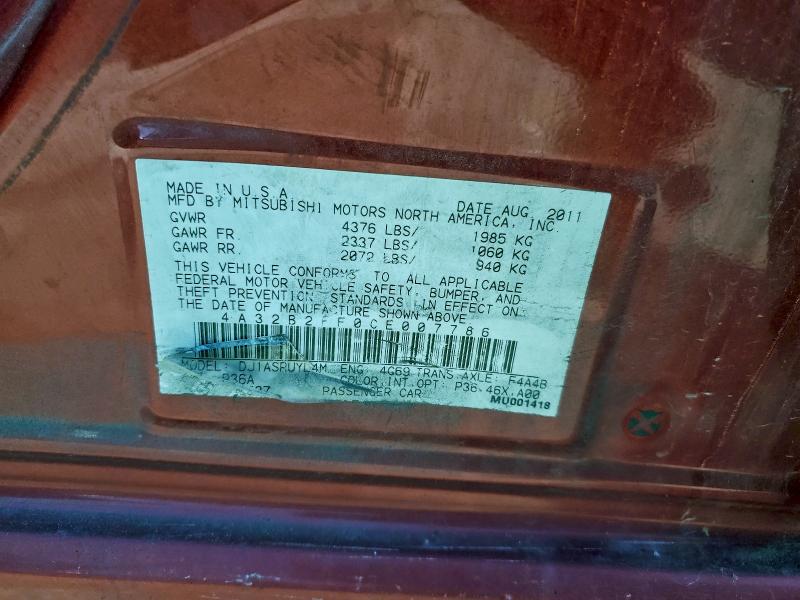 MADE IN U.S.A. DATE AUG, 2011
MFD BY MITSUBISHI MOTORS NORTH AMERICA, INC.
GVWR 4376 LBS/ 1985 KG
GAWR FR. 2337 LBS/ 1060 KG
GAWR RR. 2072 LBS/ 940 KG
THIS VEHICLE CONFORMS TO ALL APPLICABLE
FEDERAL MOTOR VEHICLE SAFETY, BUMPER, AND
THEFT PREVENTION STANDARDS IN EFFECT ON
THE DATE OF MANUFACTURE SHOWN ABOVE
4A32B2FF0CE007786
MODEL: DJ1ASRUYL4M ENG: 4G69 TRANS.AXLE: F4A4B
P36A COLOR.INT.OPT: P36.46X.A00
PASSENGER CAR MU001418